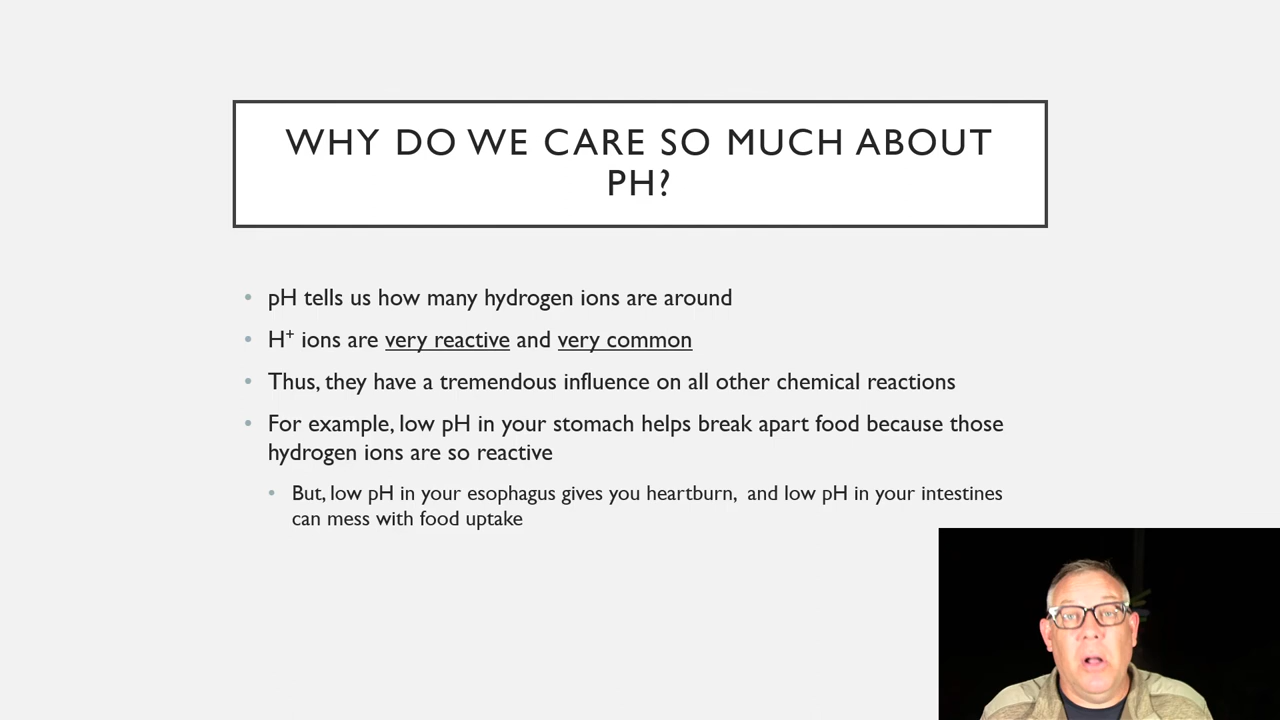 WHY DO WE CARE SO MUCH ABOUT
PH?
• pH tells us how many hydrogen ions are around
• H⁺ ions are very reactive and very common
• Thus, they have a tremendous influence on all other chemical reactions
• For example, low pH in your stomach helps break apart food because those
hydrogen ions are so reactive
• But, low pH in your esophagus gives you heartburn, and low pH in your intestines
can mess with food uptake